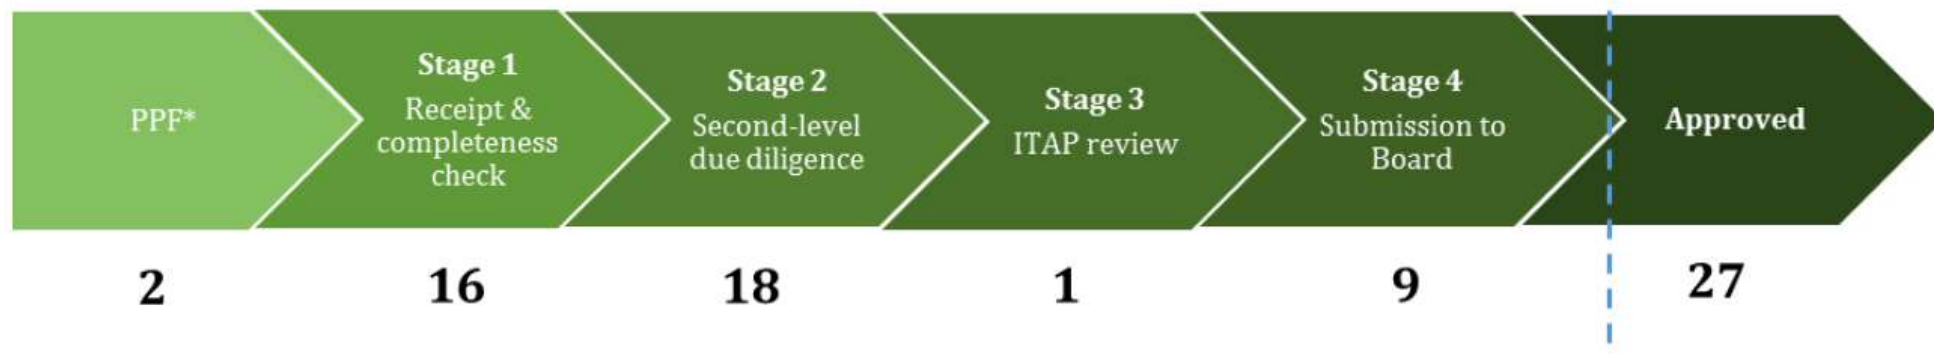 PPF*
Stage 1
Receipt &
completeness
check
Stage 2
Second-level
due diligence
Stage 3
ITAP review
Stage 4
Submission to
Board
Approved
2
16
18
1
9
27